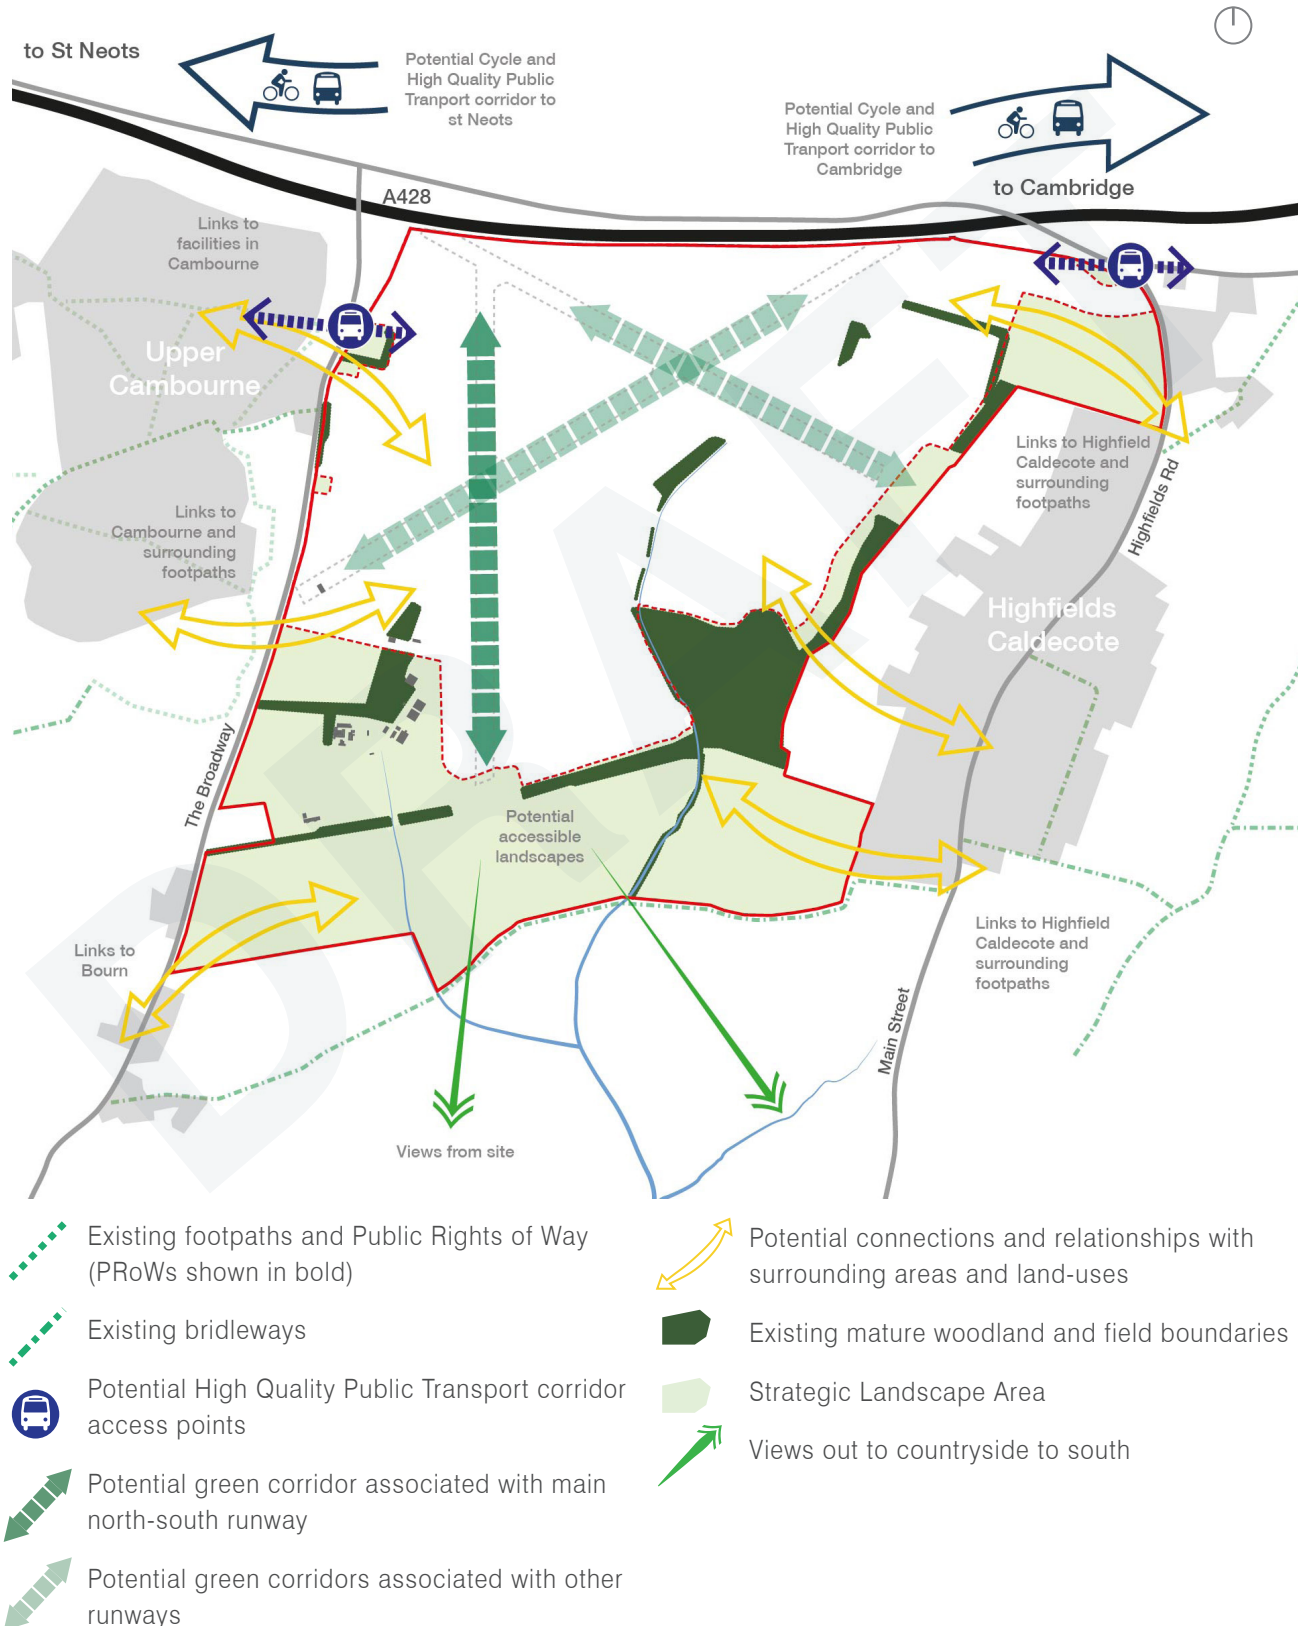 to St Neots
Potential Cycle and
High Quality Public
Tranport corridor to
st Neots
Potential Cycle and
High Quality Public
Tranport corridor to
Cambridge
to Cambridge
A428
Links to
facilities in
Cambourne
Upper
Cambourne
Links to
Cambourne and
surrounding
footpaths
Links to Highfield
Caldecote and
surrounding
footpaths
Highfields Rd
Highfields
Caldecote
The Broadway
Potential
accessible
landscapes
Links to
Bourn
Links to Highfield
Caldecote and
surrounding
footpaths
Main Street
Views from site
DRAFT
Existing footpaths and Public Rights of Way
(PRoWs shown in bold)
Existing bridleways
Potential High Quality Public Transport corridor
access points
Potential green corridor associated with main
north-south runway
Potential green corridors associated with other
runways
Potential connections and relationships with
surrounding areas and land-uses
Existing mature woodland and field boundaries
Strategic Landscape Area
Views out to countryside to south